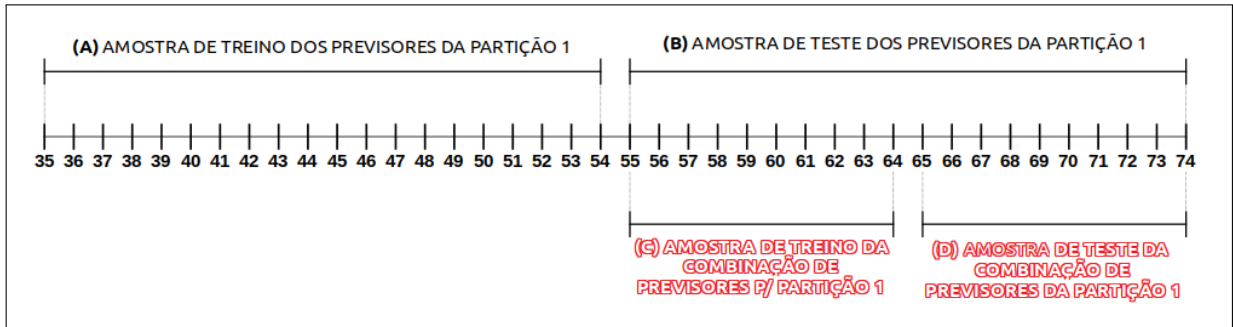 (A) AMOSTRA DE TREINO DOS PREVISORES DA PARTIÇÃO 1
(B) AMOSTRA DE TESTE DOS PREVISORES DA PARTIÇÃO 1
35 36 37 38 39 40 41 42 43 44 45 46 47 48 49 50 51 52 53 54 55 56 57 58 59 60 61 62 63 64 65 66 67 68 69 70 71 72 73 74
(C) AMOSTRA DE TREINO DA
COMBINAÇÃO DE
PREVISORES P/ PARTIÇÃO 1
(D) AMOSTRA DE TESTE DA
COMBINAÇÃO DE
PREVISORES DA PARTIÇÃO 1